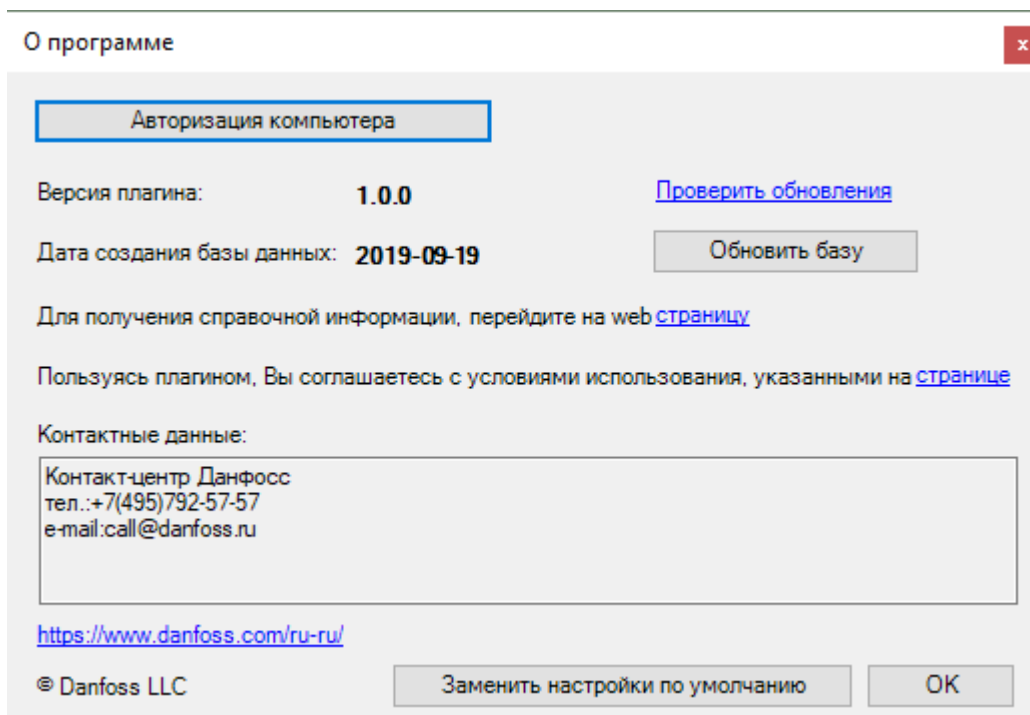 О программе
x
Авторизация компьютера
Версия плагина: 1.0.0 Проверить обновления
Дата создания базы данных: 2019-09-19 Обновить базу
Для получения справочной информации, перейдите на web страницу
Пользуясь плагином, Вы соглашаетесь с условиями использования, указанными на странице
Контактные данные:
Контакт-центр Данфосс
тел.:+7(495)792-57-57
e-mail:call@danfoss.ru
https://www.danfoss.com/ru-ru/
© Danfoss LLC Заменить настройки по умолчанию OK